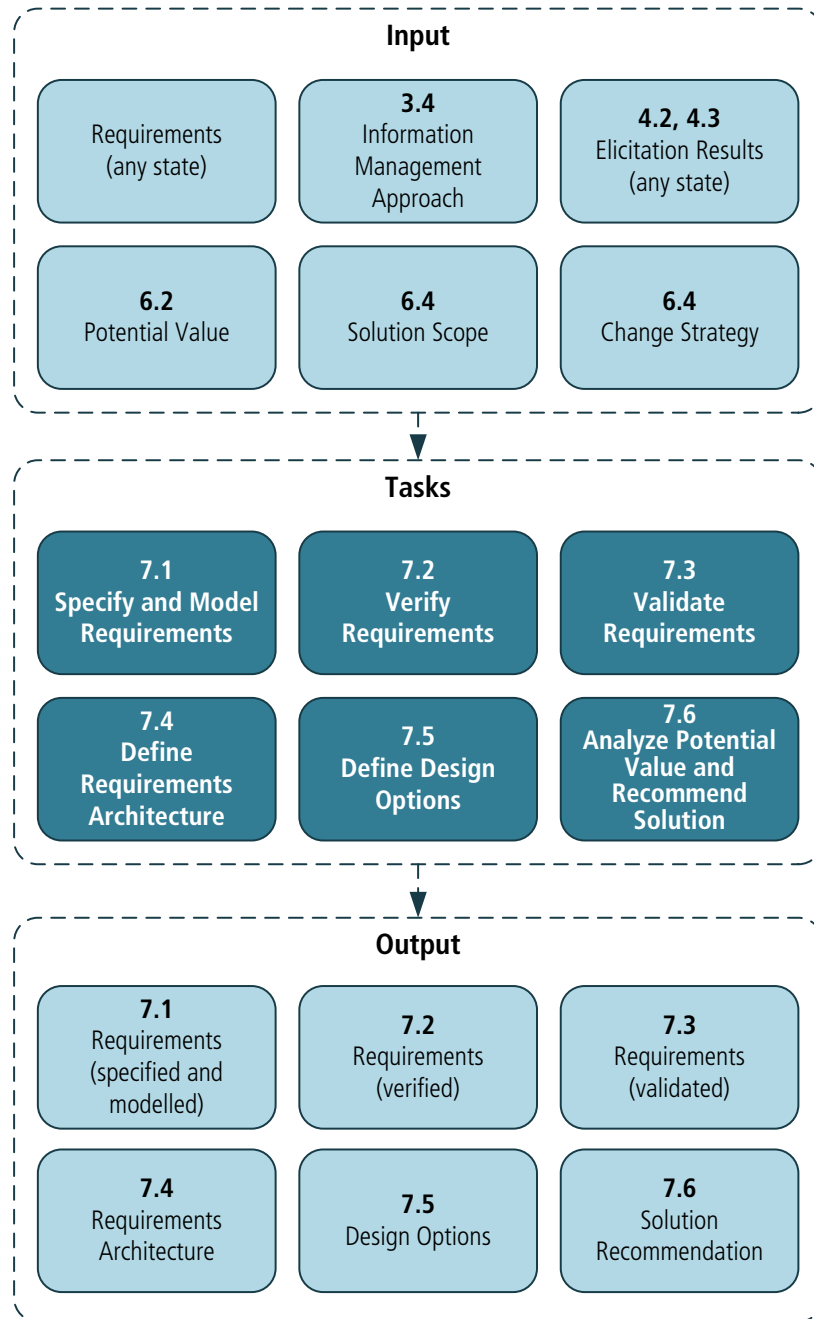 Input
Requirements
(any state)
3.4
Information
Management
Approach
4.2, 4.3
Elicitation Results
(any state)
6.2
Potential Value
6.4
Solution Scope
6.4
Change Strategy
Tasks
7.1
Specify and Model
Requirements
7.2
Verify
Requirements
7.3
Validate
Requirements
7.4
Define
Requirements
Architecture
7.5
Define Design
Options
7.6
Analyze Potential
Value and
Recommend
Solution
Output
7.1
Requirements
(specified and
modelled)
7.2
Requirements
(verified)
7.3
Requirements
(validated)
7.4
Requirements
Architecture
7.5
Design Options
7.6
Solution
Recommendation